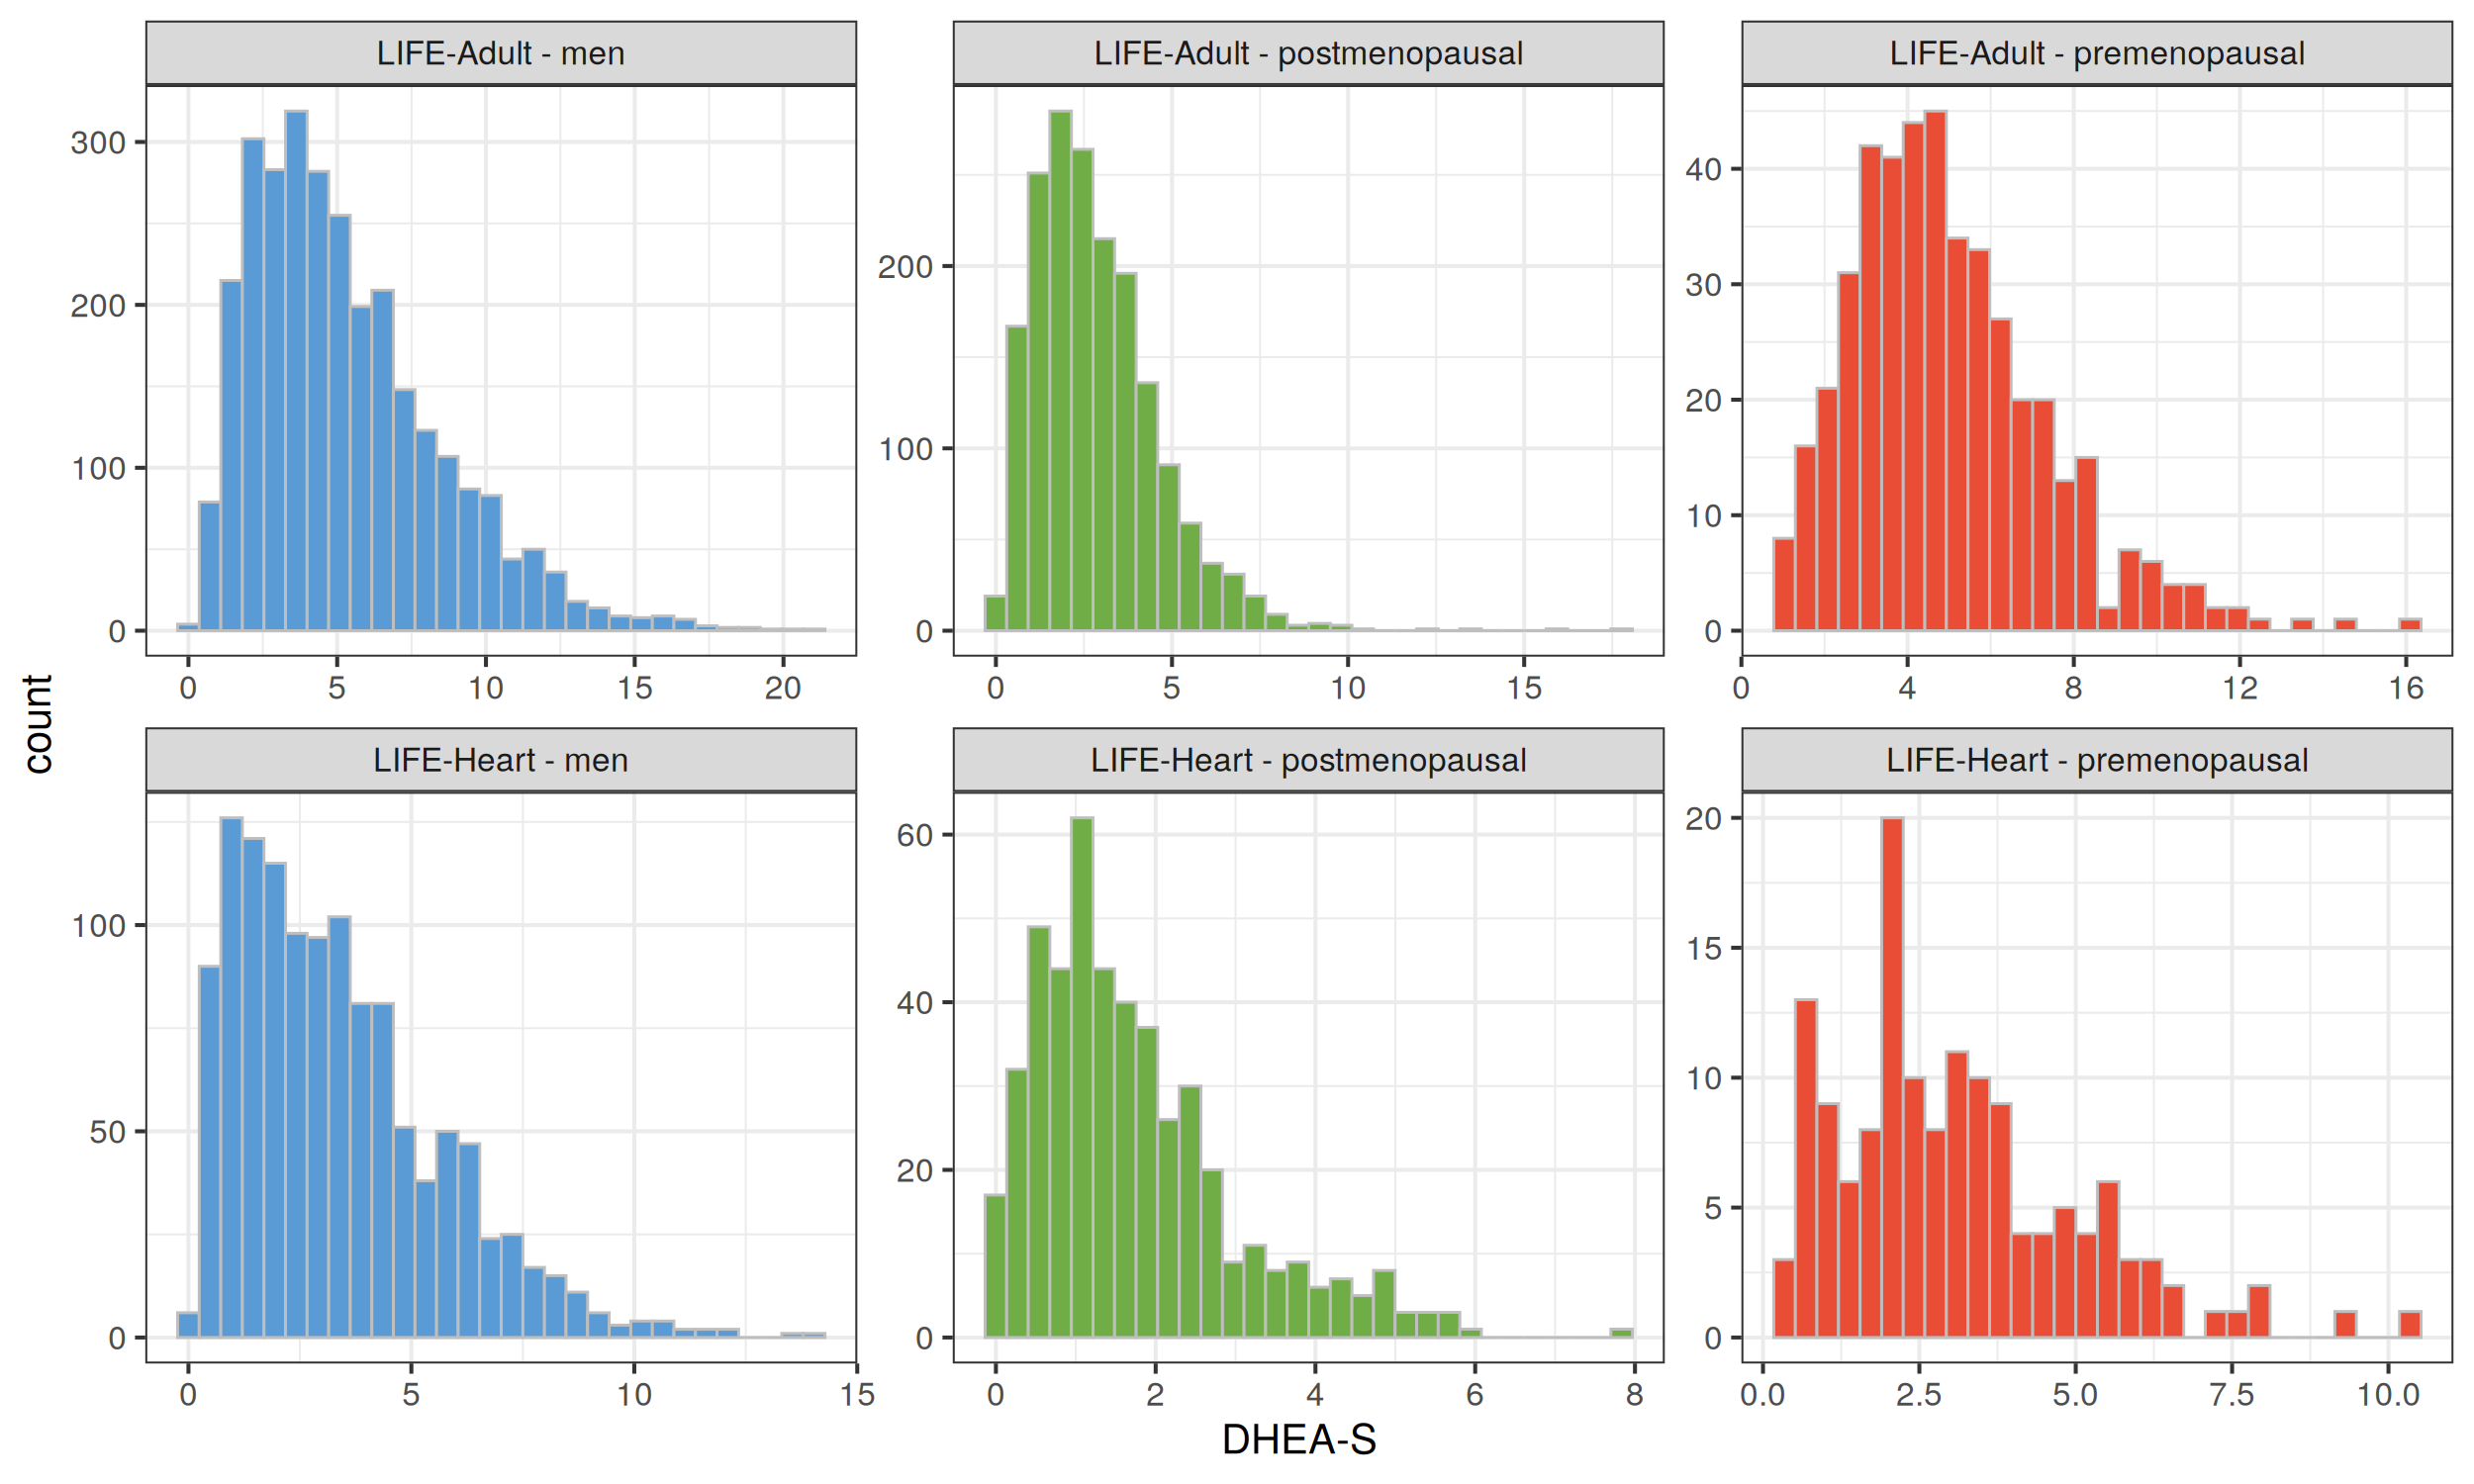 LIFE-Adult - men
LIFE-Adult - postmenopausal
LIFE-Adult - premenopausal
300
200
100
0
200
100
0
40
30
20
10
0
0 5 10 15 20
0 5 10 15
0 4 8 12 16
count
LIFE-Heart - men
LIFE-Heart - postmenopausal
LIFE-Heart - premenopausal
100
50
0
60
40
20
0
20
15
10
5
0
0 5 10 15
0 2 4 6 8
0.0 2.5 5.0 7.5 10.0
DHEA-S